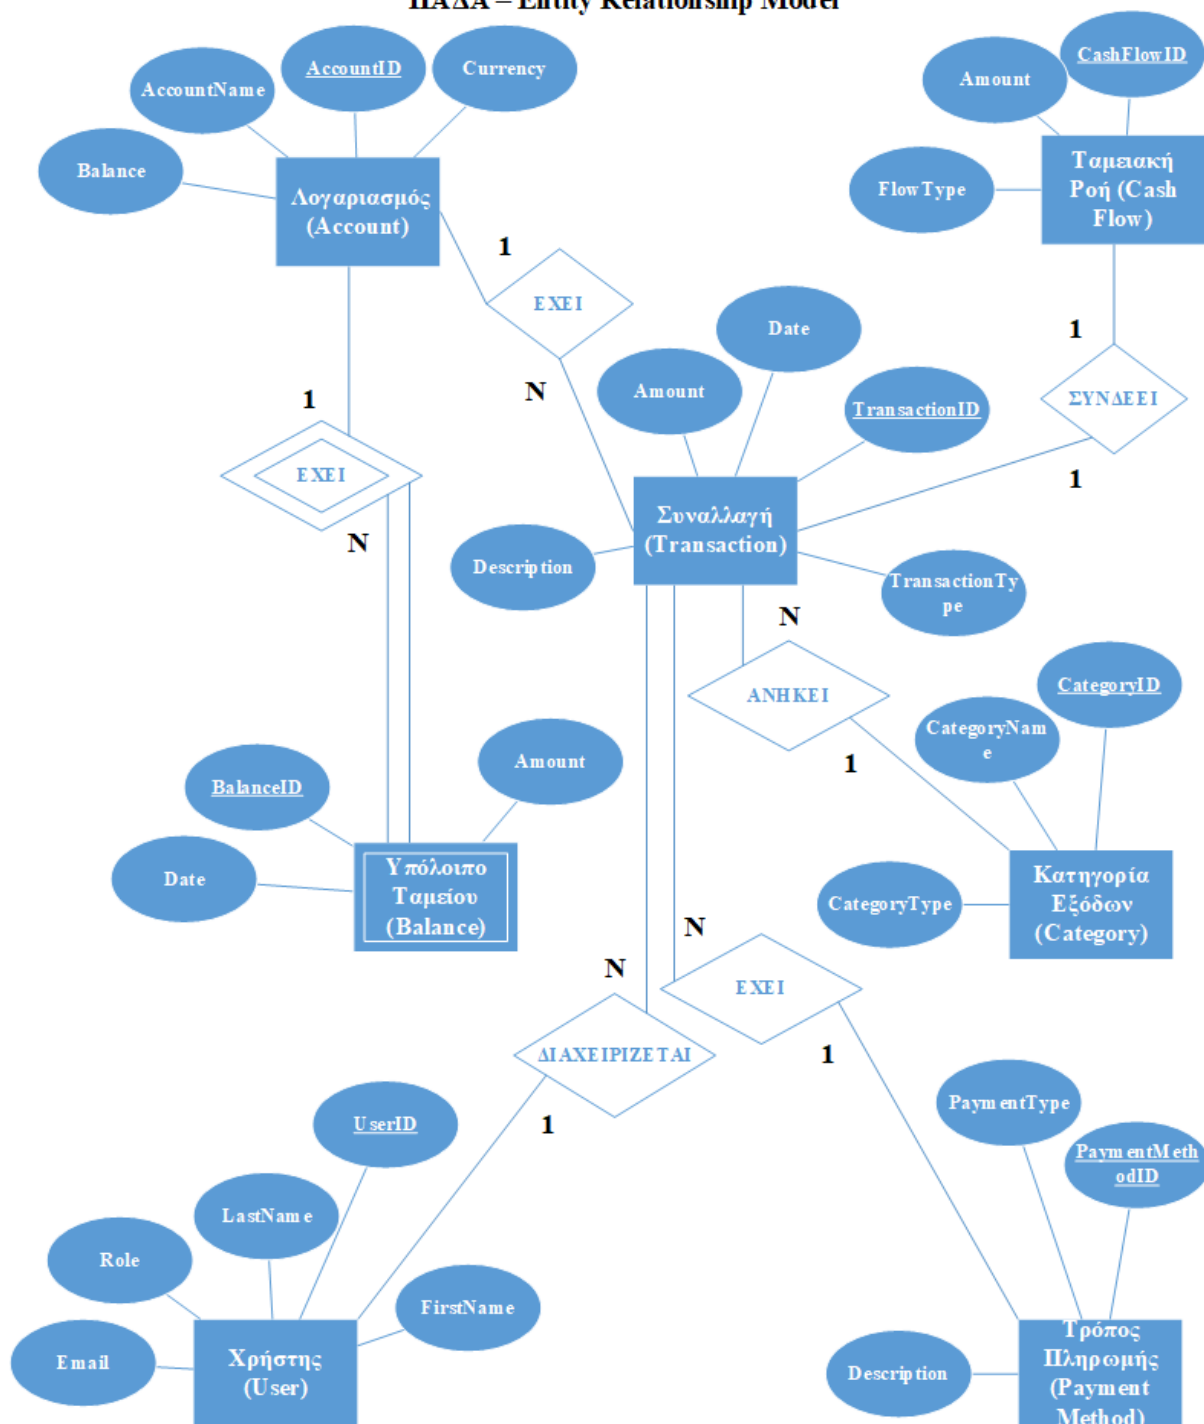 ΠΑΔΑ – Entity Relationship Model
AccountID
Currency
CashFlowID
AccountName
Amount
Balance
Λογαριασμός
(Account)
Ταμειακή
Ροή (Cash
Flow)
FlowType
1
ΕΧΕΙ
Date
1
N
Amount
1
TransactionID
ΣΥΝΔΕΕΙ
ΕΧΕΙ
1
N
Συναλλαγή
(Transaction)
Description
TransactionTy
pe
N
ΑΝΗΚΕΙ
CategoryID
CategoryNam
e
1
Amount
BalanceID
Date
Υπόλοιπο
Ταμείου
(Balance)
CategoryType
Κατηγορία
Εξόδων
(Category)
N
N
ΕΧΕΙ
ΔΙΑΧΕΙΡΙΖΕΤΑΙ
1
1
PaymentType
UserID
PaymentMeth
odID
LastName
Role
FirstName
Email
Χρήστης
(User)
Description
Τρόπος
Πληρωμής
(Payment
Method)